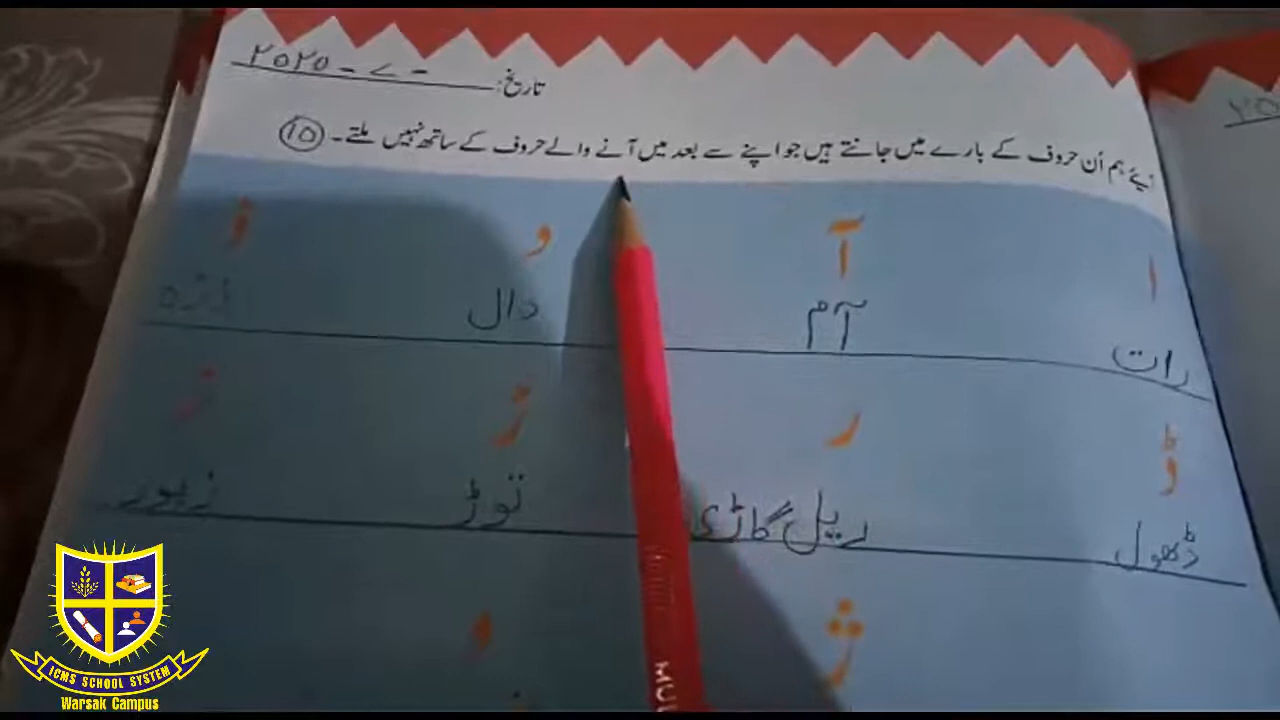 تاریخ: - ے - ۲۰۲۰
آیئے ہم اُن حروف کے بارے میں جانتے ہیں جو اپنے سے بعد میں آنے والے حروف کے ساتھ نہیں ملتے۔ ۱۵
ا آ د ذ
رات آم دال ذرّہ
ڈ ر ڑ ز
ڈھول ریل گاڑی توڑ زیور
ژ و
ICMS SCHOOL SYSTEM
Warsak Campus